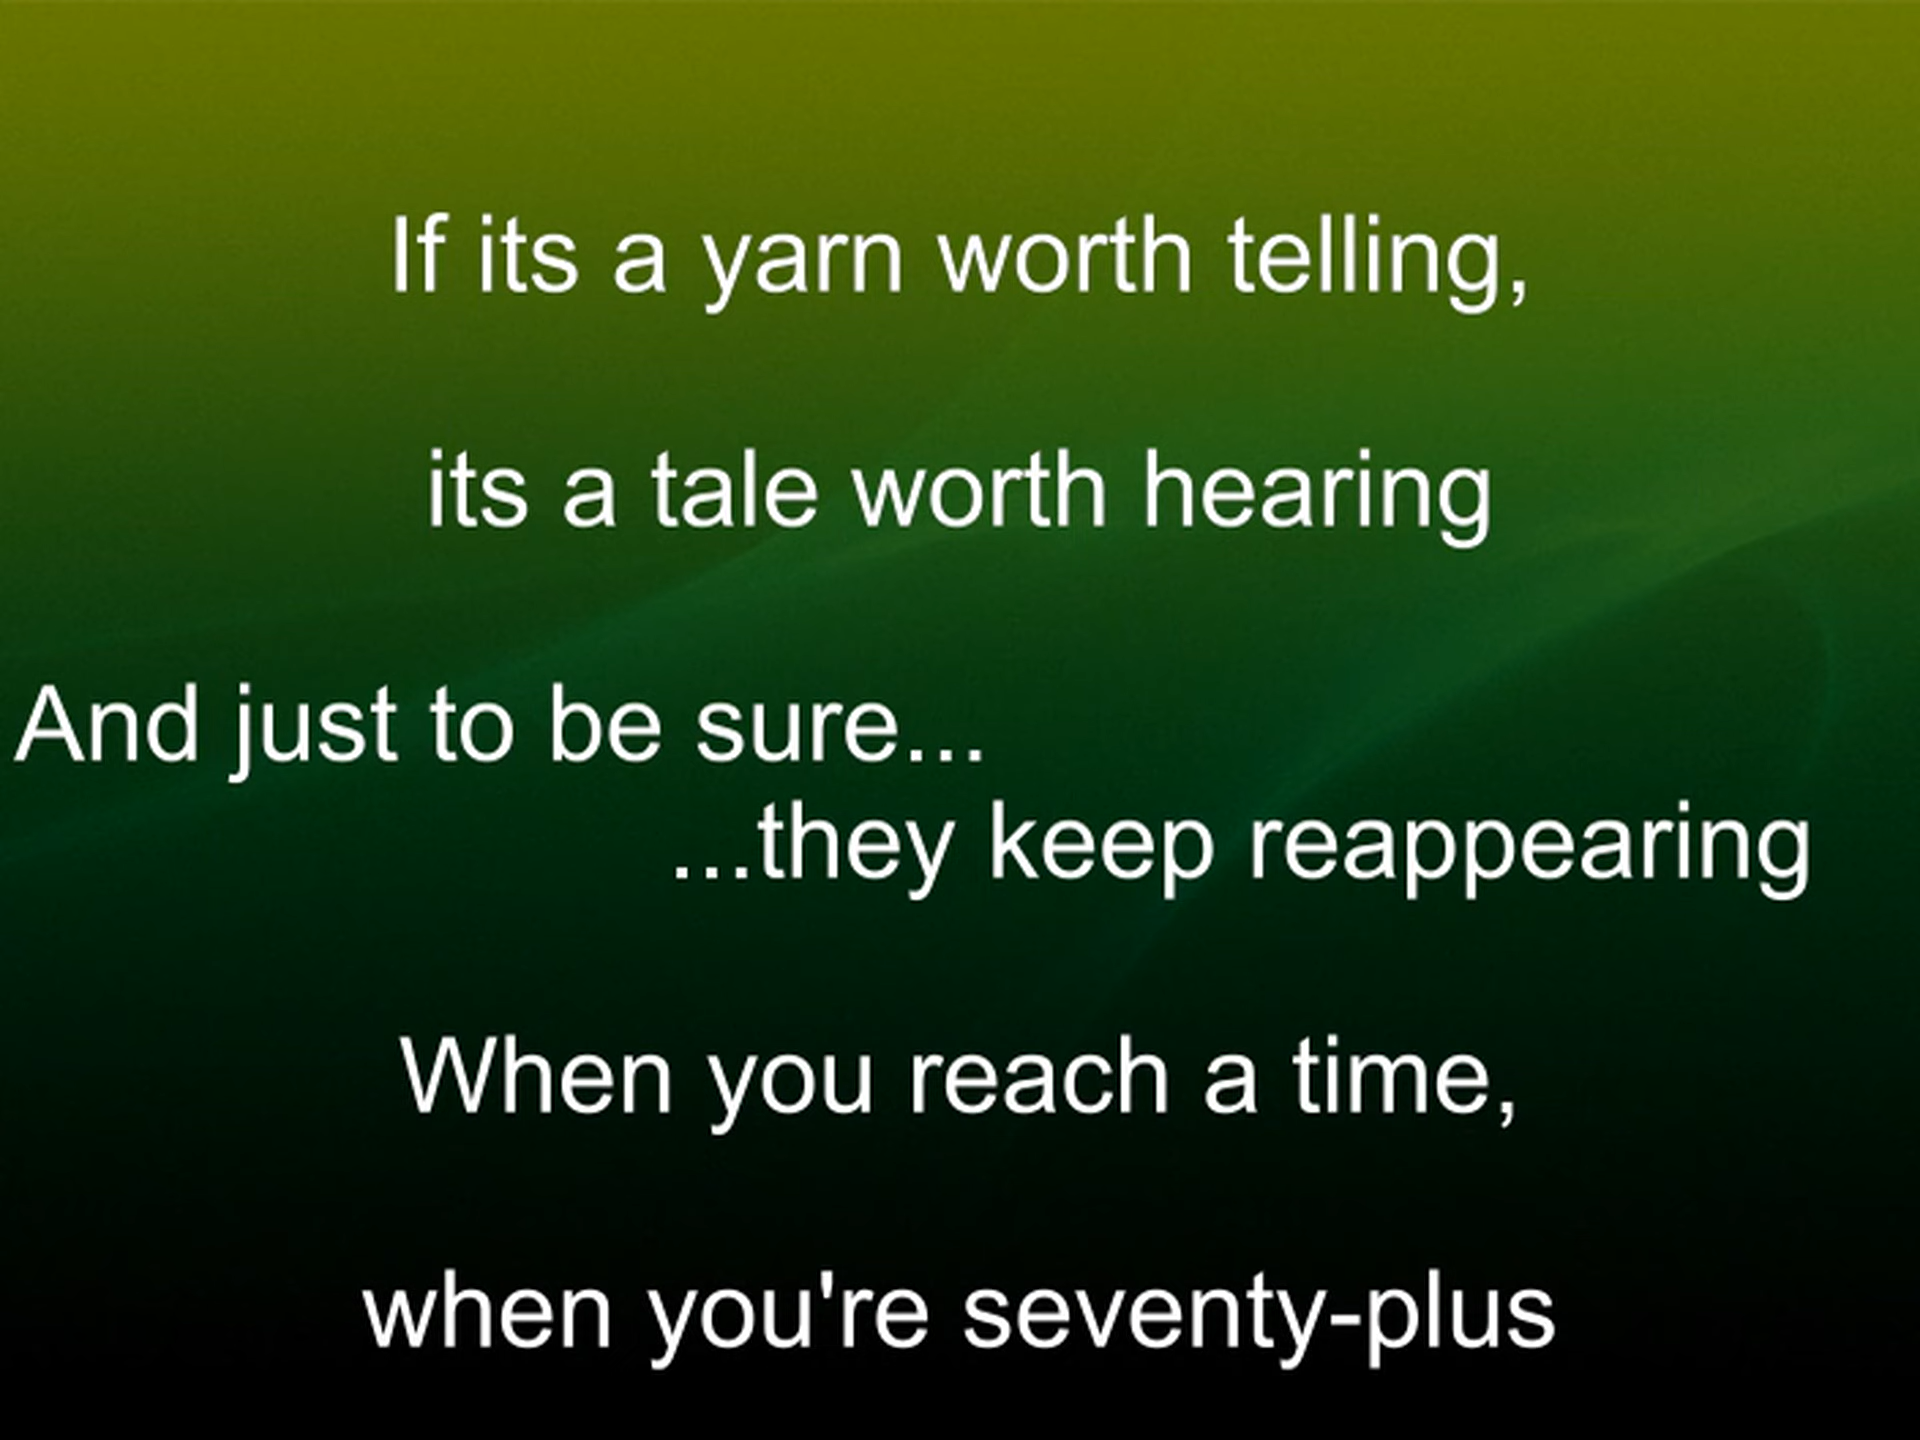 If its a yarn worth telling,
its a tale worth hearing
And just to be sure...
...they keep reappearing
When you reach a time,
when you're seventy-plus